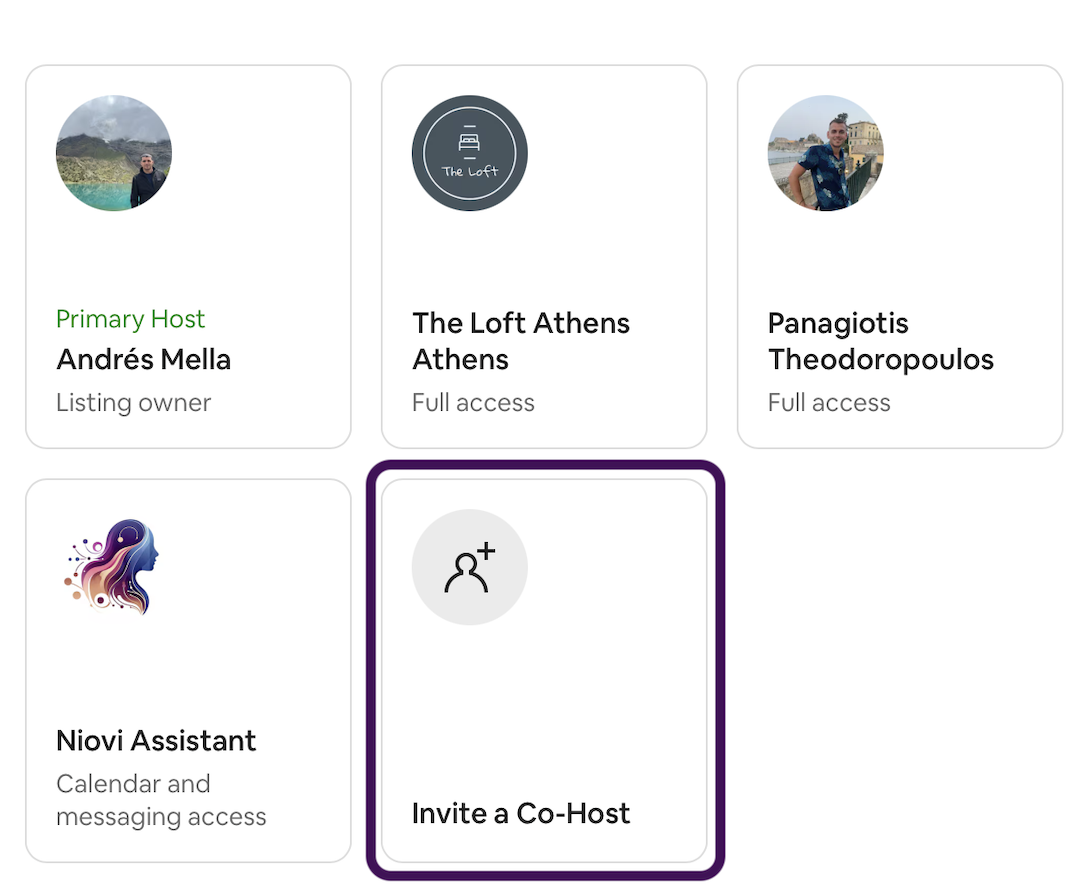 The Loft
Primary Host
Andrés Mella
Listing owner
The Loft Athens
Athens
Full access
Panagiotis
Theodoropoulos
Full access
Niovi Assistant
Calendar and
messaging access
Invite a Co-Host